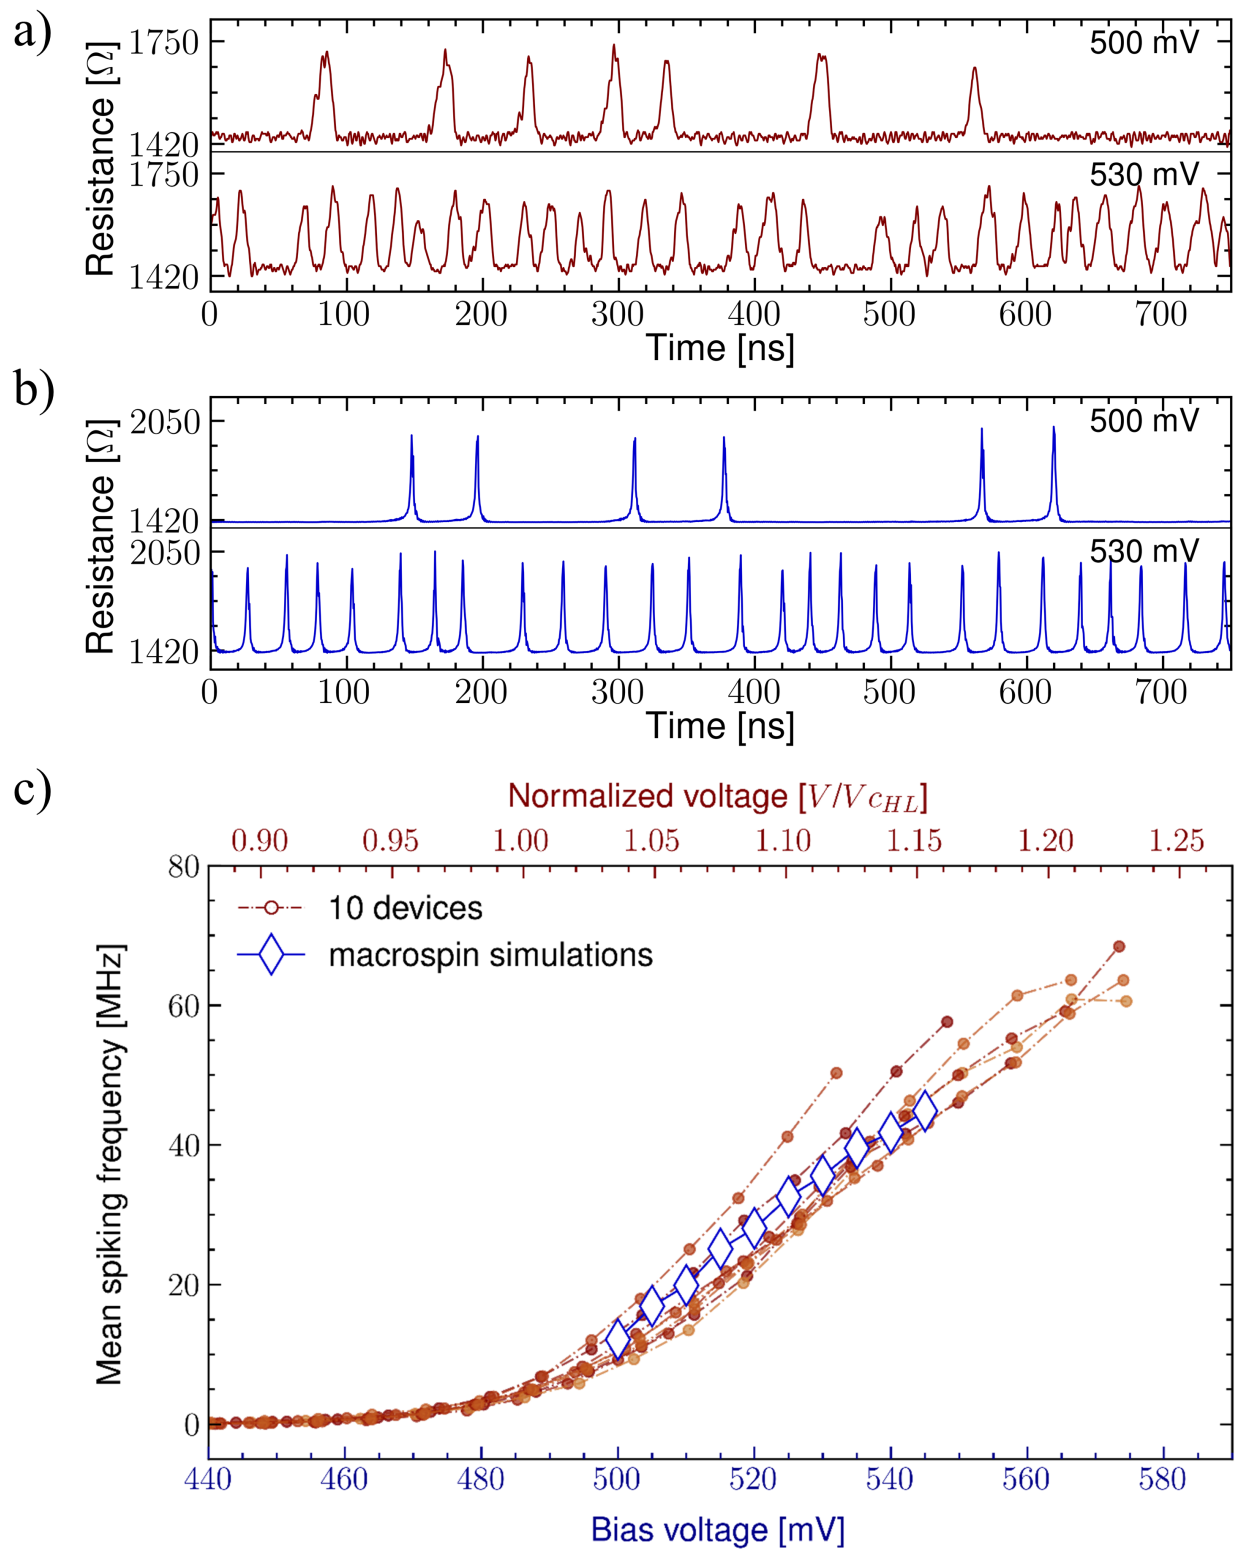 a)
Resistance [Ω]
1750
500 mV
1420
1750
530 mV
1420
0 100 200 300 400 500 600 700
Time [ns]
b)
Resistance [Ω]
2050
500 mV
1420
2050
530 mV
1420
0 100 200 300 400 500 600 700
Time [ns]
c)
Normalized voltage [V/Vc_{HL}]
0.90 0.95 1.00 1.05 1.10 1.15 1.20 1.25
Mean spiking frequency [MHz]
80
10 devices
macrospin simulations
60
40
20
0
440 460 480 500 520 540 560 580
Bias voltage [mV]